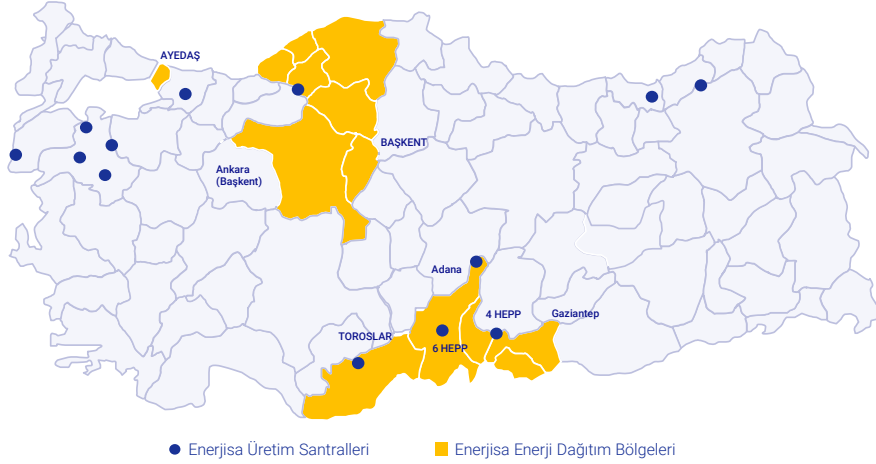 AYEDAŞ
BAŞKENT
Ankara
(Başkent)
Adana
4 HEPP
Gaziantep
TOROSLAR
6 HEPP
Enerjisa Üretim Santralleri
Enerjisa Enerji Dağıtım Bölgeleri